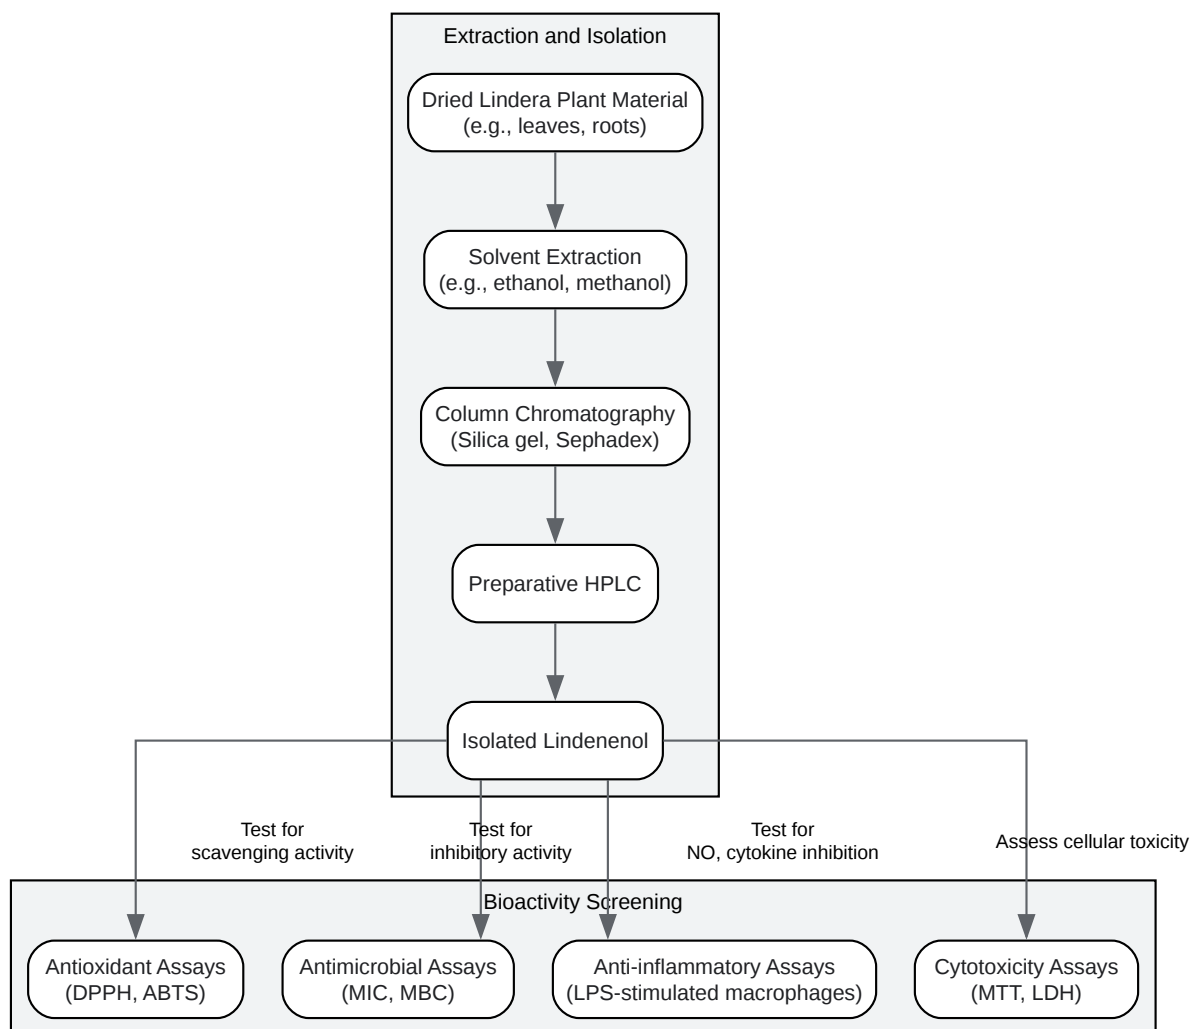 Extraction and Isolation
Dried Lindera Plant Material
(e.g., leaves, roots)
Solvent Extraction
(e.g., ethanol, methanol)
Column Chromatography
(Silica gel, Sephadex)
Preparative HPLC
Isolated Lindenenol
Test for
scavenging activity
Test for
inhibitory activity
Test for
NO, cytokine inhibition
Assess cellular toxicity
Bioactivity Screening
Antioxidant Assays
(DPPH, ABTS)
Antimicrobial Assays
(MIC, MBC)
Anti-inflammatory Assays
(LPS-stimulated macrophages)
Cytotoxicity Assays
(MTT, LDH)